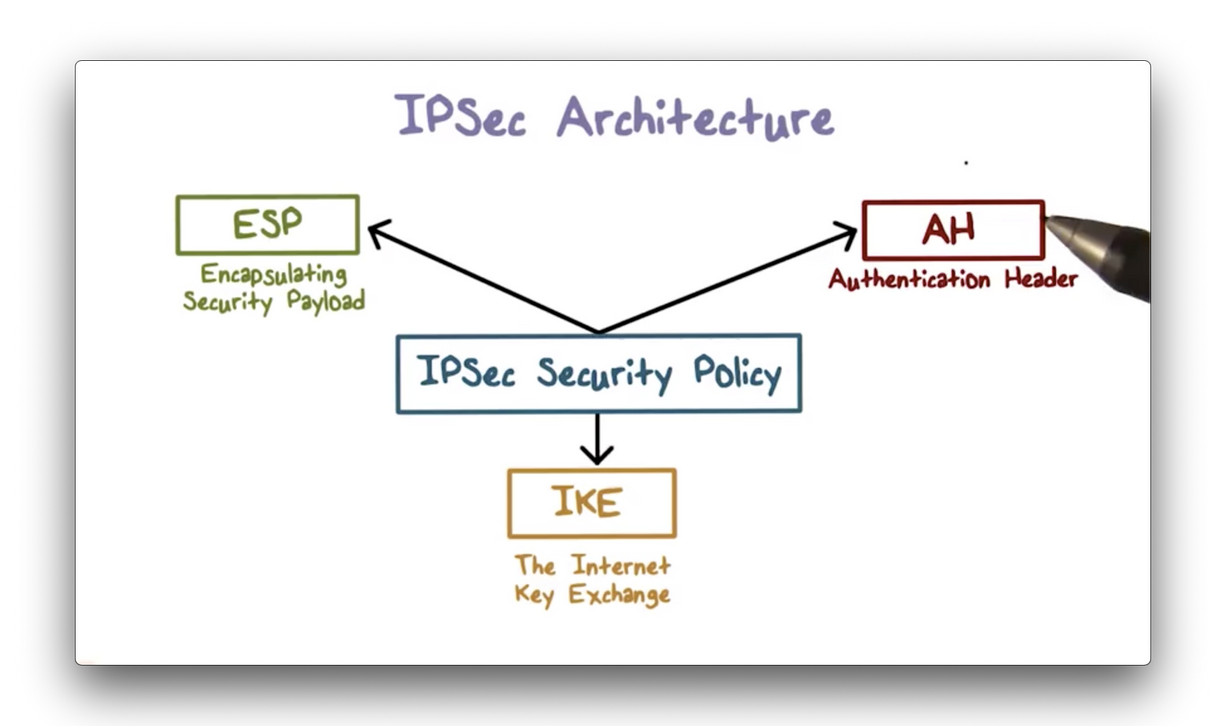 IPSec Architecture
ESP
Encapsulating
Security Payload
AH
Authentication Header
IPSec Security Policy
IKE
The Internet
Key Exchange